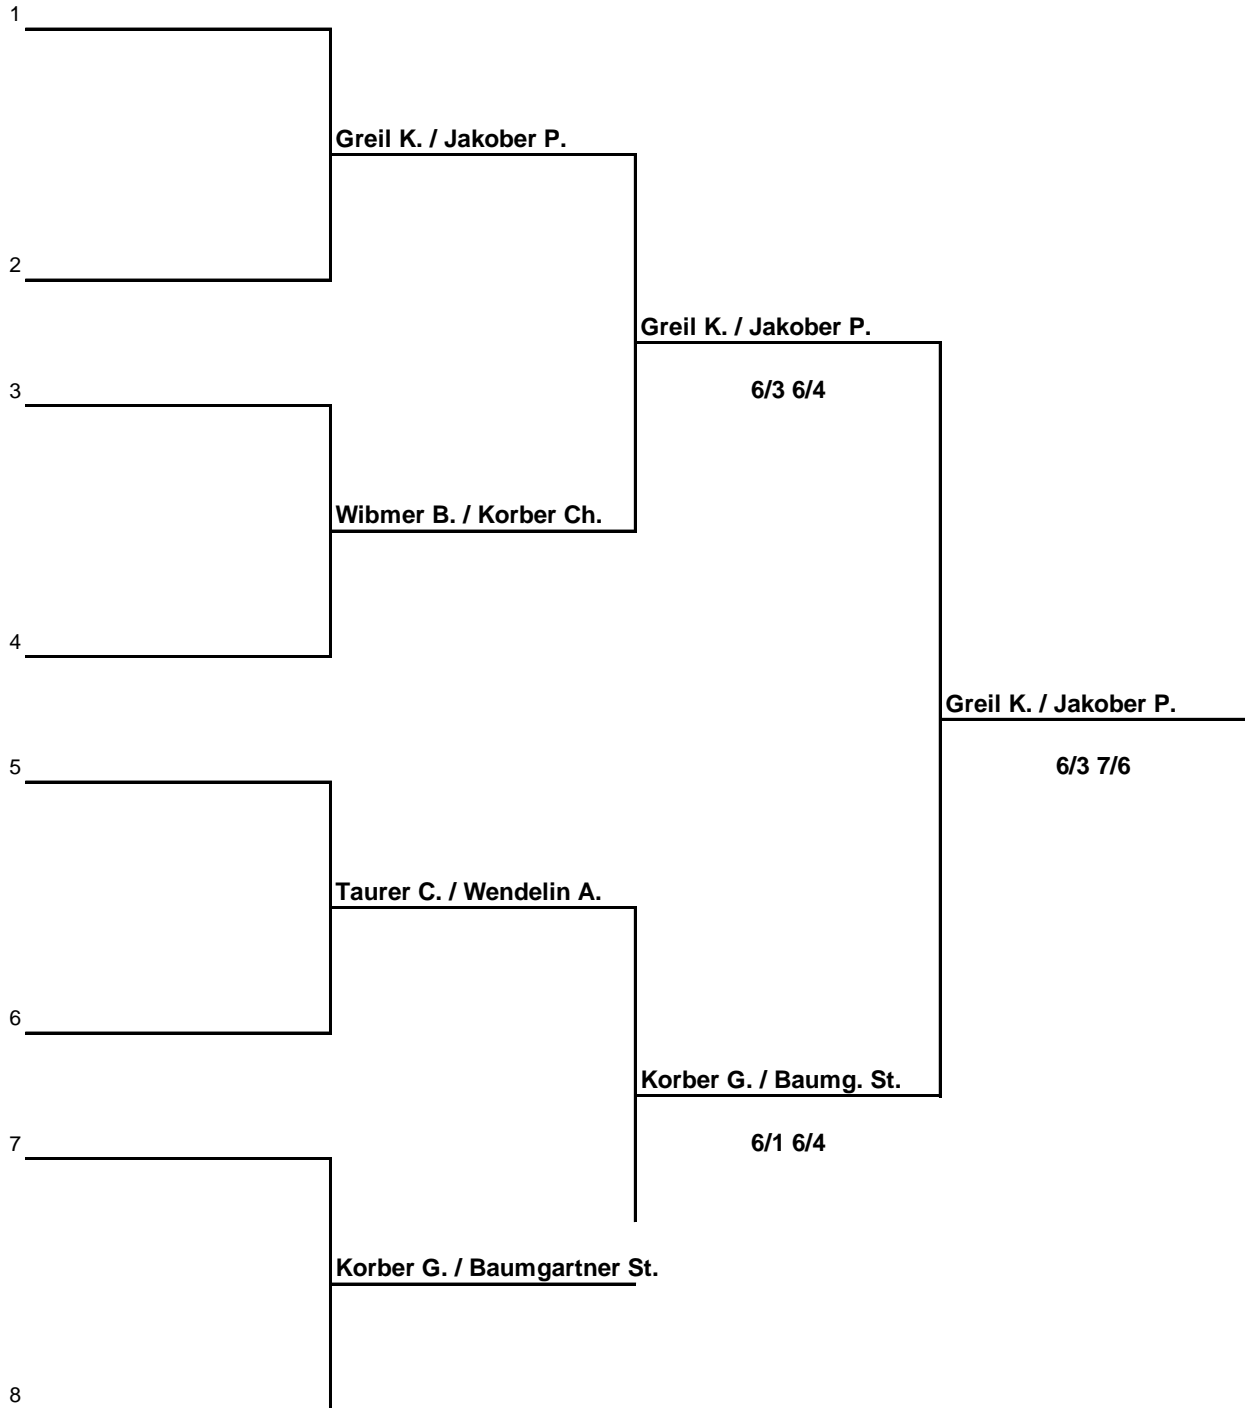 1
Greil K. / Jakober P.
2
Greil K. / Jakober P.
3
6/3 6/4
Wibmer B. / Korber Ch.
4
Greil K. / Jakober P.
5
6/3 7/6
Taurer C. / Wendelin A.
6
Korber G. / Baumg. St.
7
6/1 6/4
Korber G. / Baumgartner St.
8